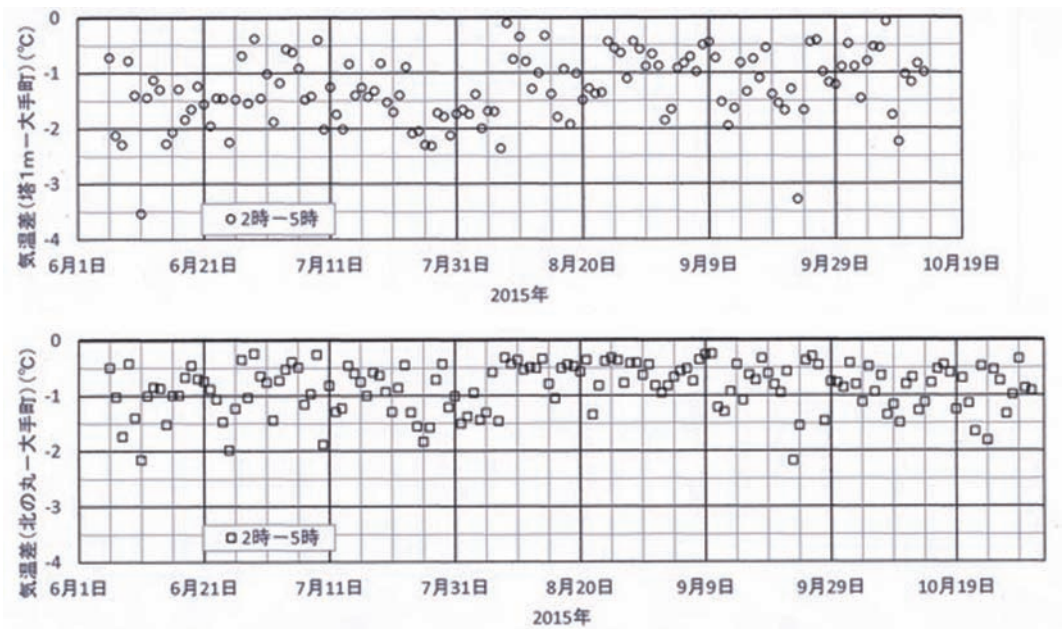 気温差(塔1m－大手町)(℃)
0
-1
-2
-3
-4
2時－5時
6月1日 6月21日 7月11日 7月31日 8月20日 9月9日 9月29日 10月19日
2015年
気温差(北の丸－大手町)(℃)
0
-1
-2
-3
-4
2時－5時
6月1日 6月21日 7月11日 7月31日 8月20日 9月9日 9月29日 10月19日
2015年